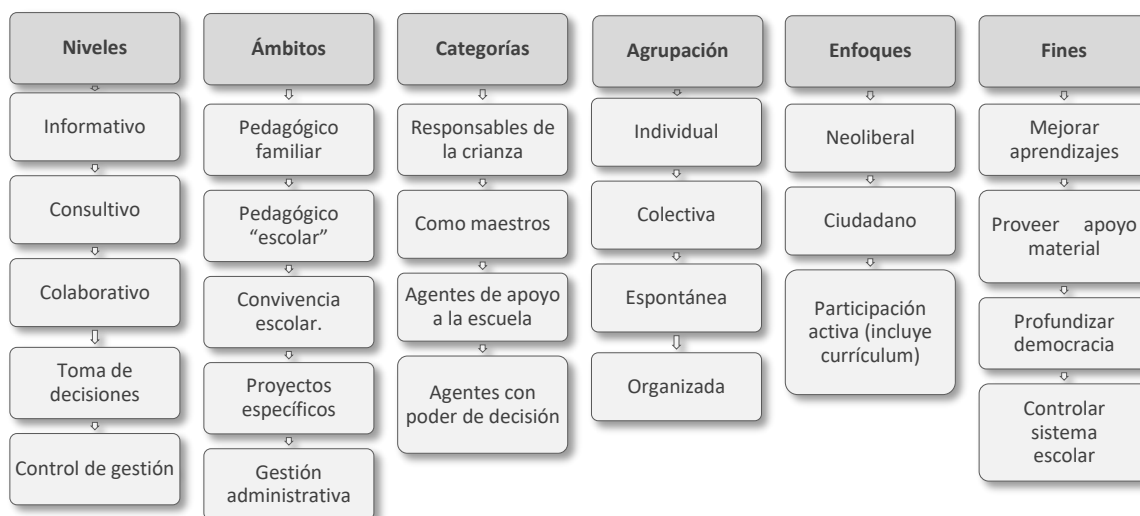 Niveles
Informativo
Consultivo
Colaborativo
Toma de
decisiones
Control de gestión
Ámbitos
Pedagógico
familiar
Pedagógico
“escolar”
Convivencia
escolar.
Proyectos
específicos
Gestión
administrativa
Categorías
Responsables de
la crianza
Como maestros
Agentes de apoyo
a la escuela
Agentes con
poder de decisión
Agrupación
Individual
Colectiva
Espontánea
Organizada
Enfoques
Neoliberal
Ciudadano
Participación
activa (incluye
currículum)
Fines
Mejorar
aprendizajes
Proveer apoyo
material
Profundizar
democracia
Controlar
sistema
escolar